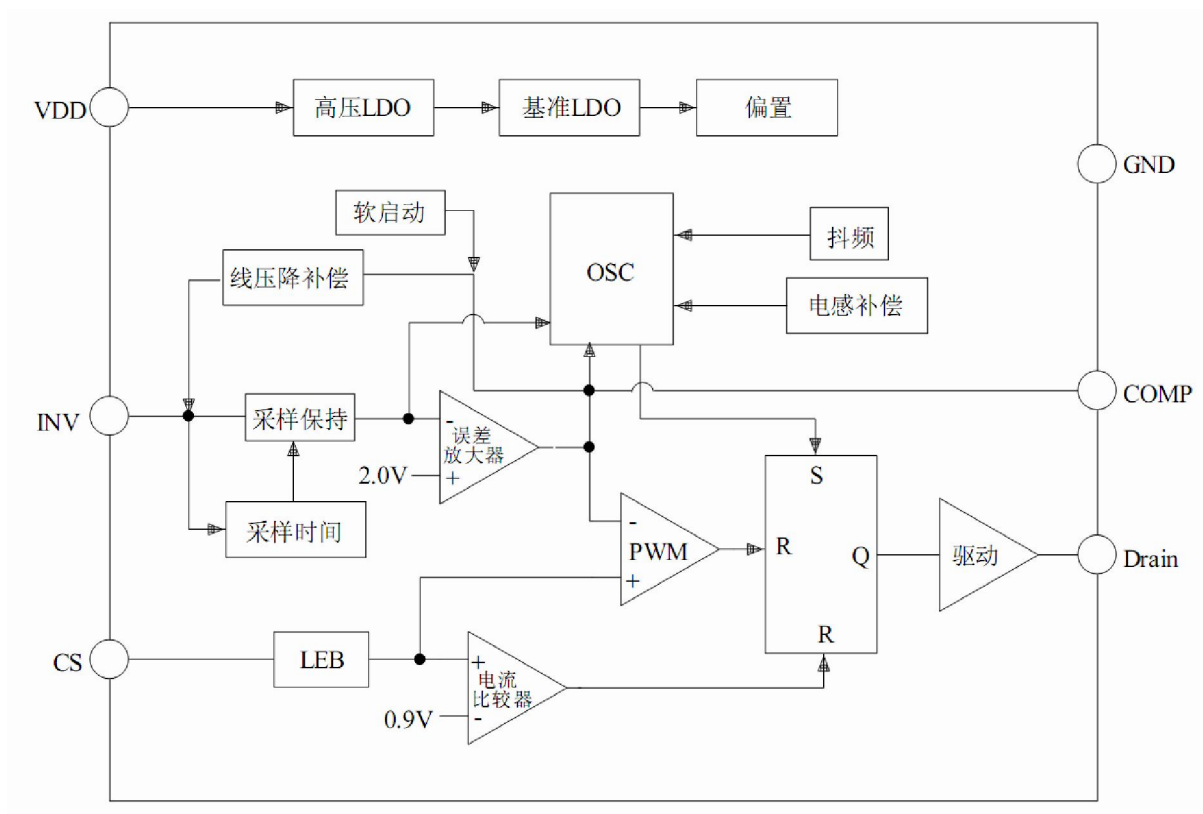 VDD
高压LDO
基准LDO
偏置
GND
软启动
OSC
抖频
线压降补偿
电感补偿
COMP
INV
采样保持
-
误差
放大器
2.0V
+
S
采样时间
-
PWM
+
R
Q
驱动
Drain
R
CS
LEB
+
电流
比较器
0.9V
-